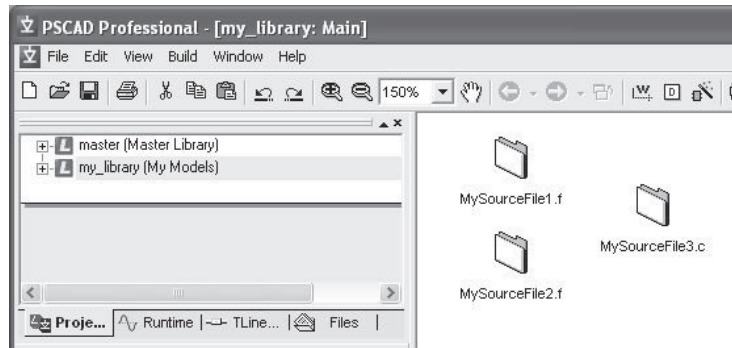 PSCAD Professional - [my_library: Main]
File Edit View Build Window Help
150%
master (Master Library)
my_library (My Models)
MySourceFile1.f
MySourceFile3.c
MySourceFile2.f
Proje... Runtime TLine... Files